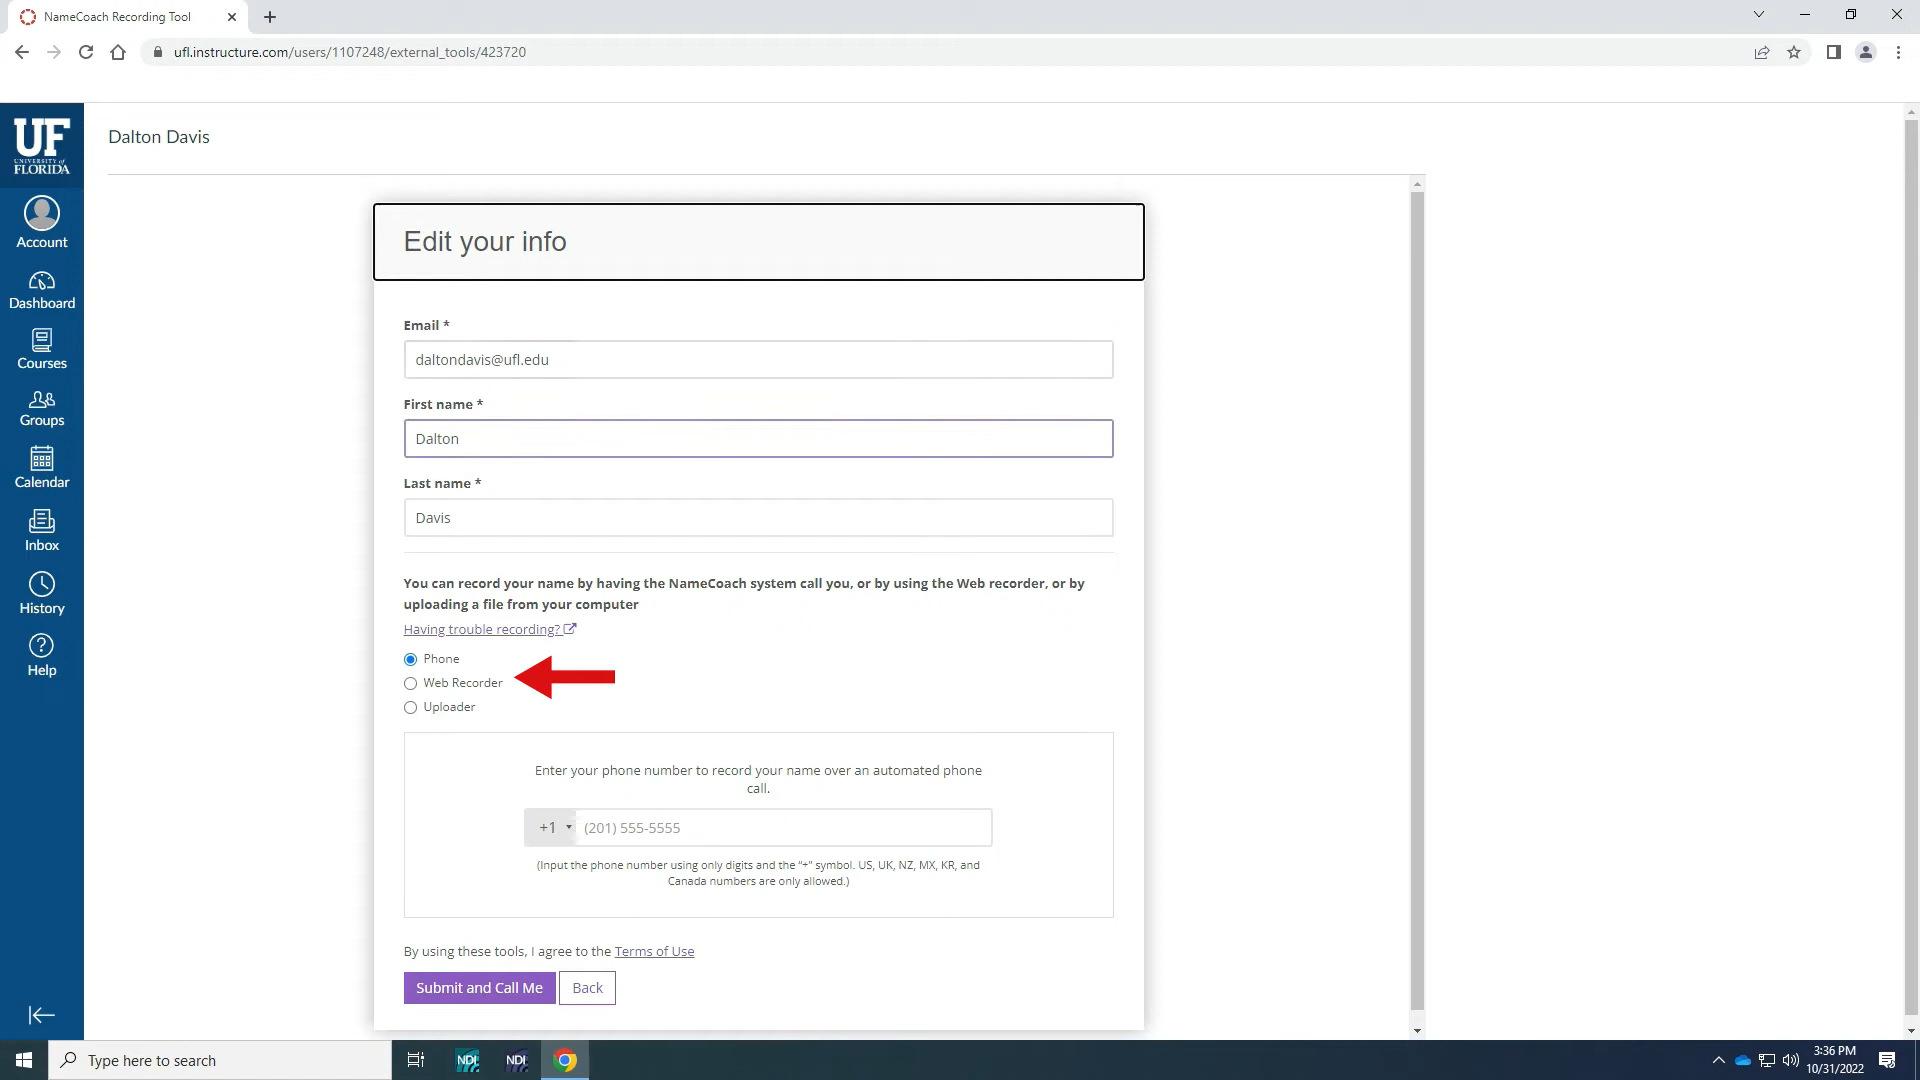 NameCoach Recording Tool
ufl.instructure.com/users/1107248/external_tools/423720
UF
UNIVERSITY of
FLORIDA
Account
Dashboard
Courses
Groups
Calendar
Inbox
History
Help
Dalton Davis
Edit your info
Email *
daltondavis@ufl.edu
First name *
Dalton
Last name *
Davis
You can record your name by having the NameCoach system call you, or by using the Web recorder, or by
uploading a file from your computer
Having trouble recording?
Phone
Web Recorder
Uploader
Enter your phone number to record your name over an automated phone
call.
+1 (201) 555-5555
(Input the phone number using only digits and the "+" symbol. US, UK, NZ, MX, KR, and
Canada numbers are only allowed.)
By using these tools, I agree to the Terms of Use
Submit and Call Me Back
Type here to search
NDI NDI
3:36 PM
10/31/2022